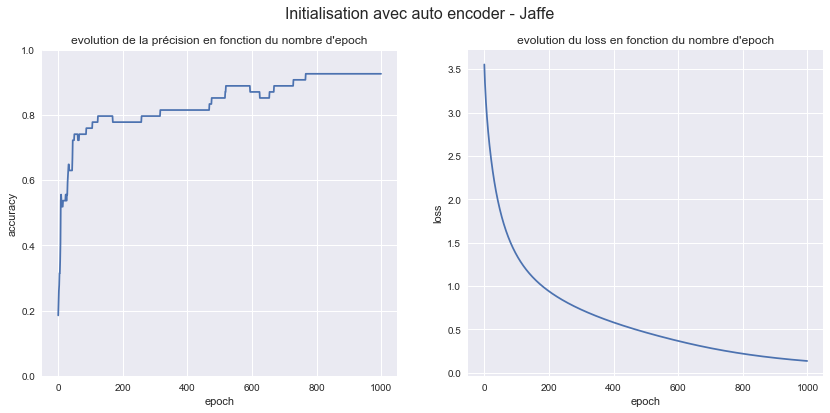 Initialisation avec auto encoder - Jaffe
evolution de la précision en fonction du nombre d'epoch
1.0
0.8
0.6
0.4
0.2
0.0
accuracy
0 200 400 600 800 1000
epoch
evolution du loss en fonction du nombre d'epoch
3.5
3.0
2.5
2.0
1.5
1.0
0.5
0.0
loss
0 200 400 600 800 1000
epoch